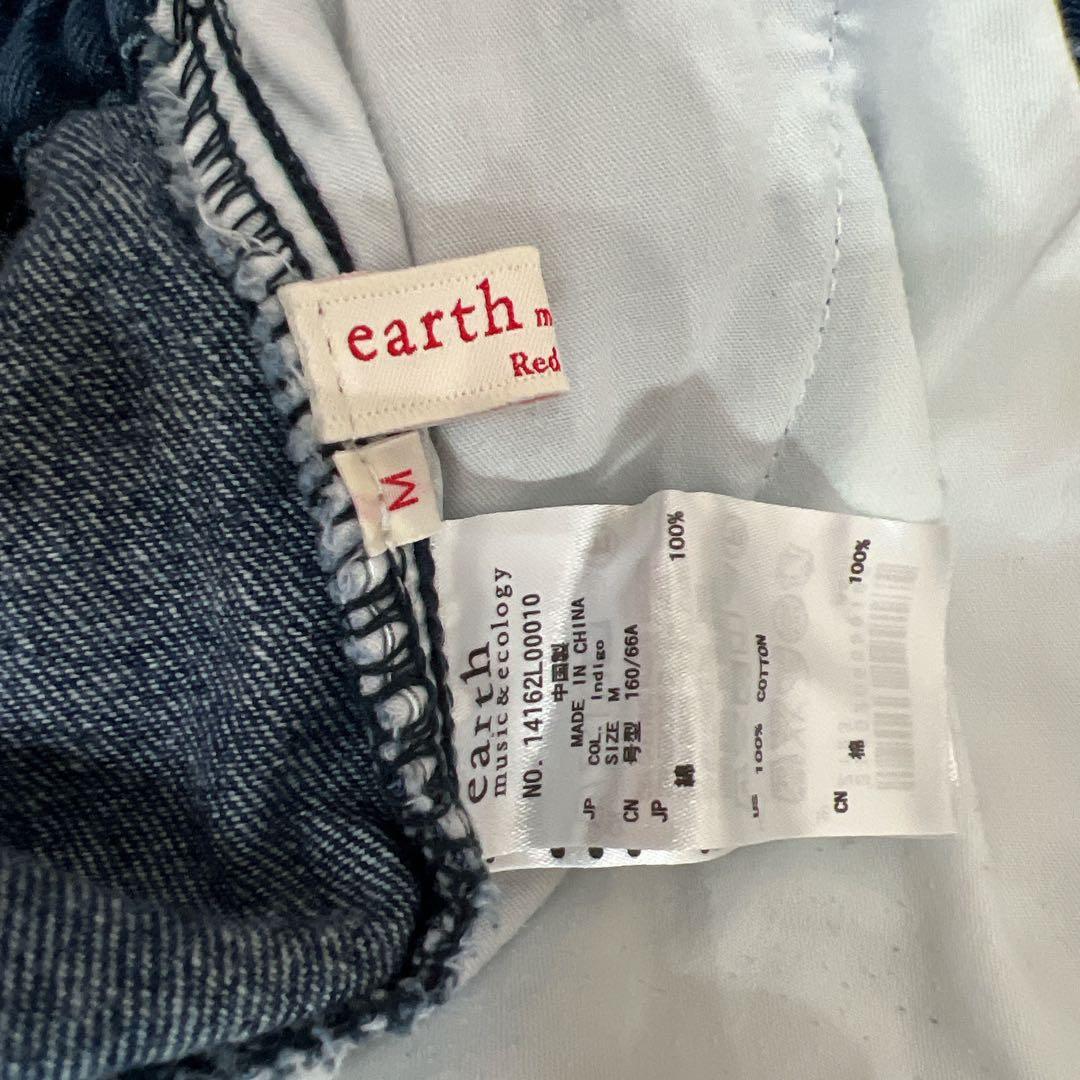 earth m
Red
M
earth
music&ecology
NO. 14162L00010
中国製
MADE IN CHINA
JP COL. Indigo
SIZE M
CN 号型 160/66A
JP
綿 100%
US 100% COTTON
CN 棉 100%